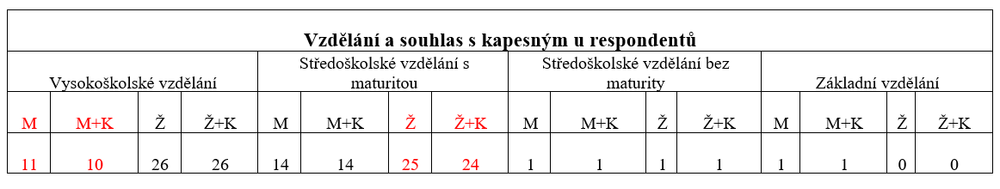 Vzdělání a souhlas s kapesným u respondentů
Vysokoškolské vzdělání Středoškolské vzdělání s maturitou Středoškolské vzdělání bez maturity Základní vzdělání
M M+K Ž Ž+K M M+K Ž Ž+K M M+K Ž Ž+K M M+K Ž Ž+K
11 10 26 26 14 14 25 24 1 1 1 1 1 1 0 0